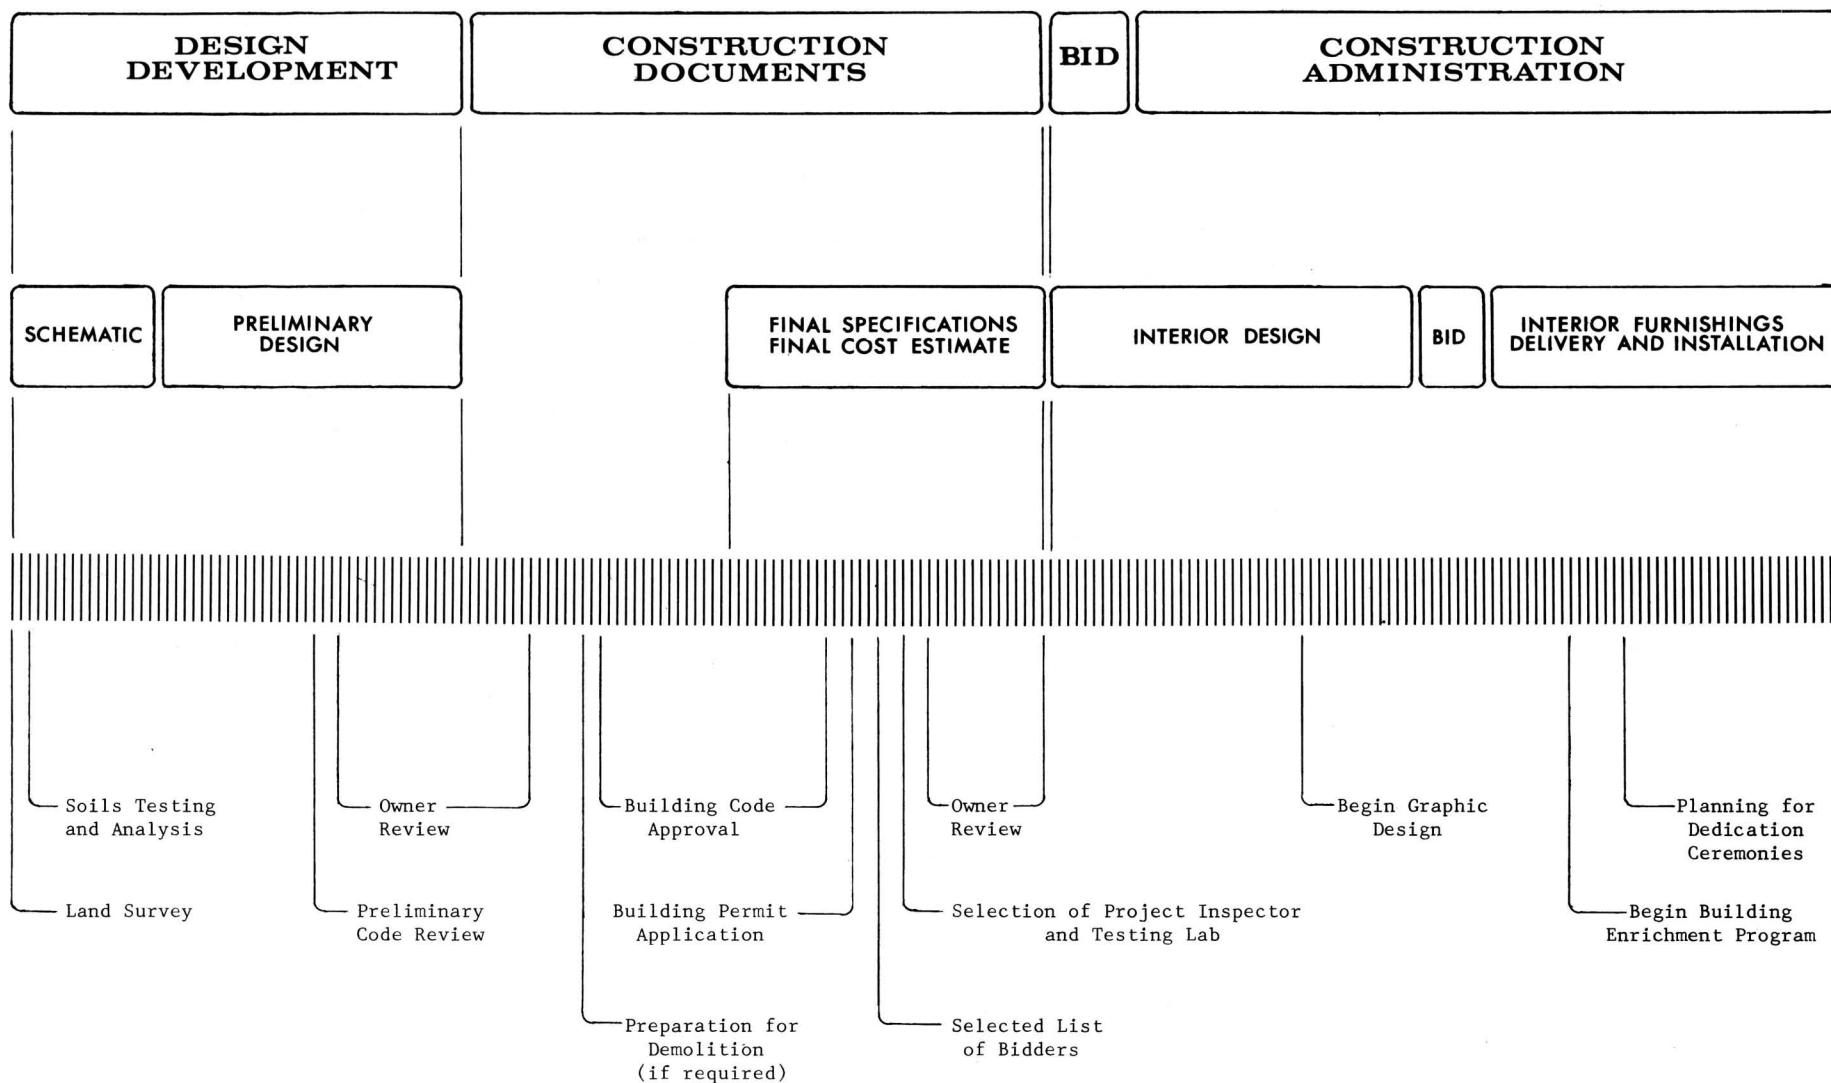 DESIGN
DEVELOPMENT
CONSTRUCTION
DOCUMENTS
BID
CONSTRUCTION
ADMINISTRATION
SCHEMATIC
PRELIMINARY
DESIGN
FINAL SPECIFICATIONS
FINAL COST ESTIMATE
INTERIOR DESIGN
BID
INTERIOR FURNISHINGS
DELIVERY AND INSTALLATION
Soils Testing
and Analysis
Owner
Review
Building Code
Approval
Owner
Review
Begin Graphic
Design
Planning for
Dedication
Ceremonies
Land Survey
Preliminary
Code Review
Building Permit
Application
Selection of Project Inspector
and Testing Lab
Begin Building
Enrichment Program
Preparation for
Demolition
(if required)
Selected List
of Bidders